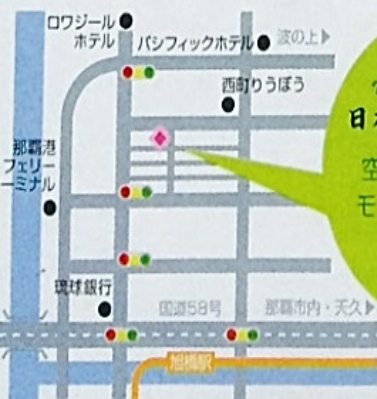 ロワジール
ホテル
パシフィックホテル
波の上▶
西町りうぼう
日
空
モ
那覇港
フェリー
ーミナル
琉球銀行
国道58号
那覇市内・天久▶
旭橋駅